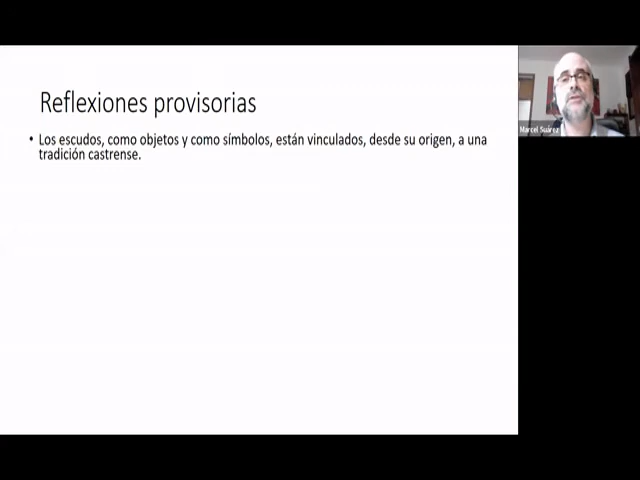 Reflexiones provisorias
• Los escudos, como objetos y como símbolos, están vinculados, desde su origen, a una
tradición castrense.
Marcel Suárez